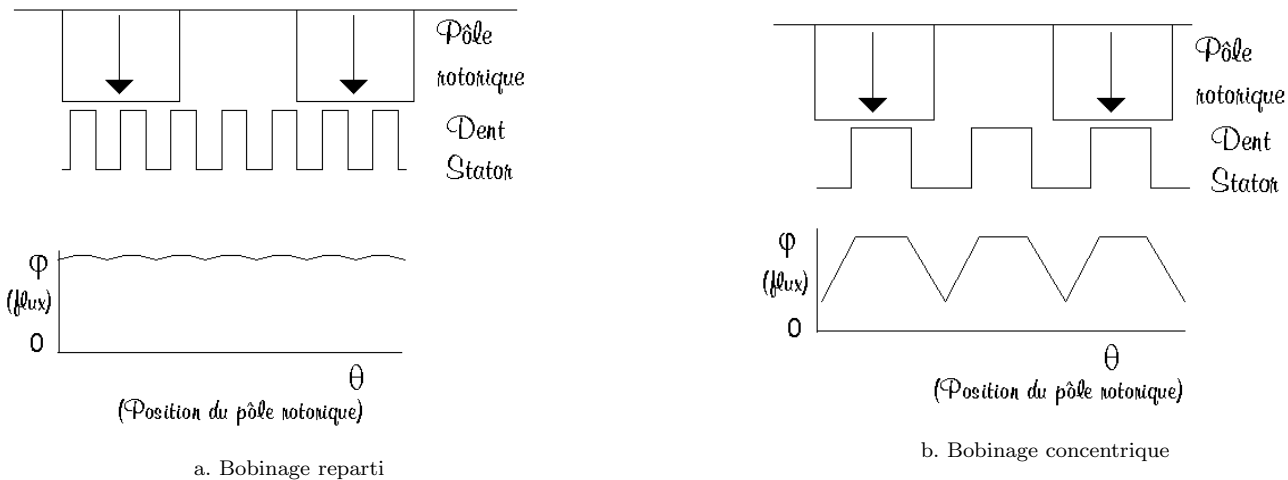 Pôle
rotorique
Dent
Stator
φ
(flux)
0
θ
(Position du pôle rotorique)
a. Bobinage reparti
Pôle
rotorique
Dent
Stator
φ
(flux)
0
θ
(Position du pôle rotorique)
b. Bobinage concentrique